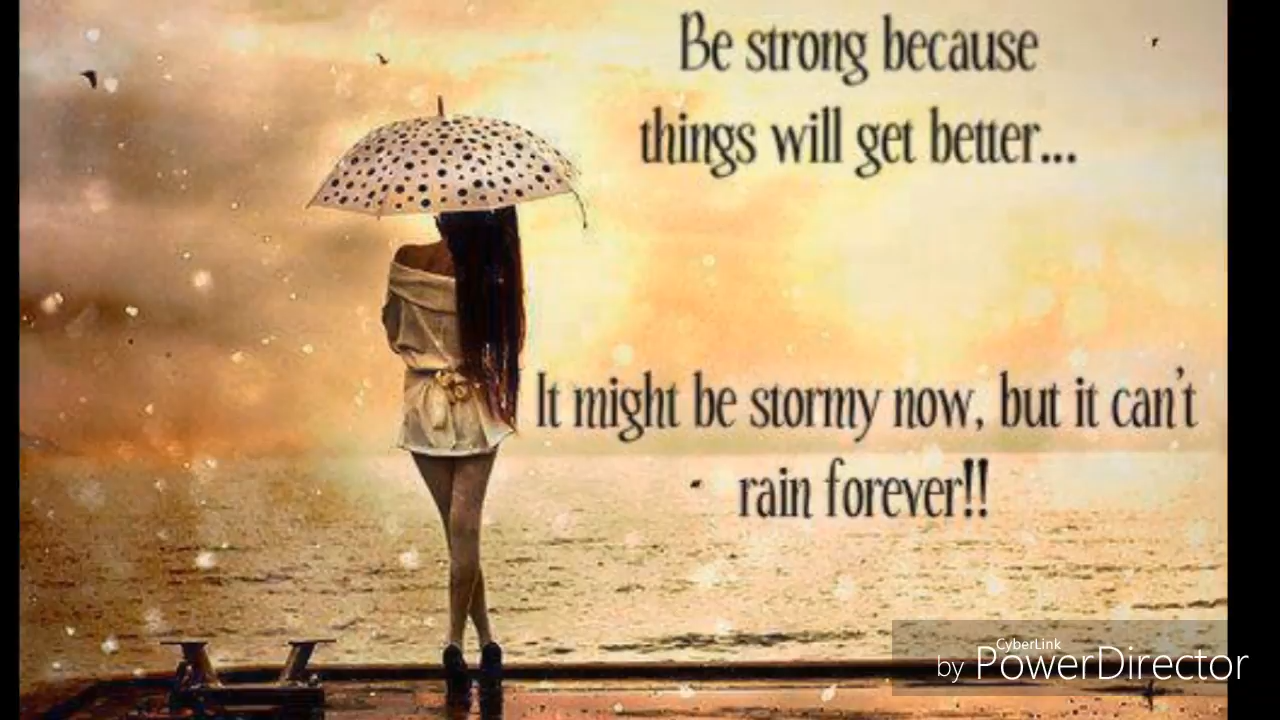 Be strong because
things will get better...
It might be stormy now, but it can't
- rain forever!!
CyberLink
by PowerDirector